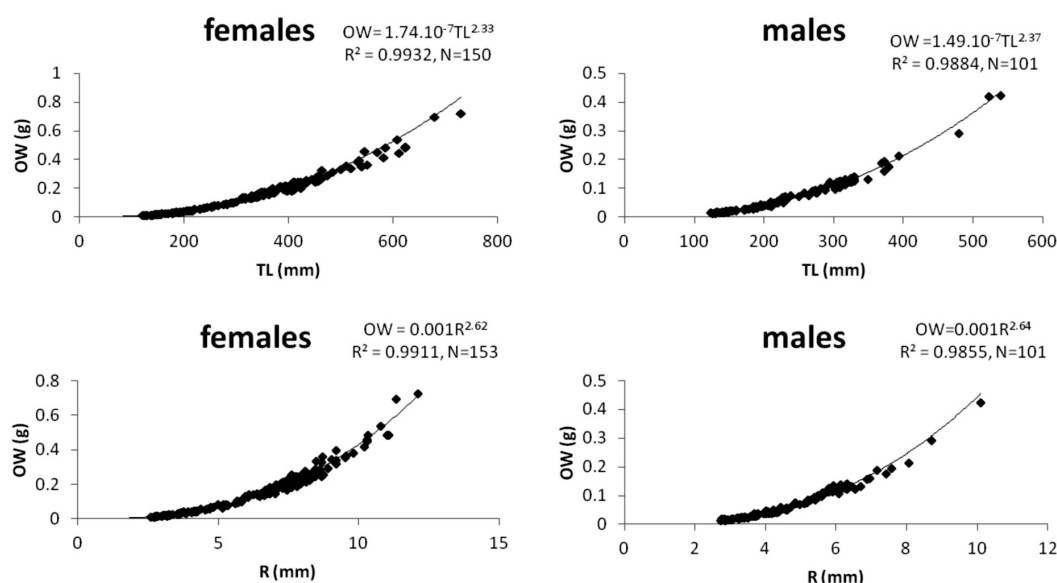 females
OW = 1.74.10⁻⁷TL²·³³
R² = 0.9932, N=150
1
0.8
0.6
0.4
0.2
0
OW (g)
0 200 400 600 800
TL (mm)
males
OW = 1.49.10⁻⁷TL²·³⁷
R² = 0.9884, N=101
0.5
0.4
0.3
0.2
0.1
0
OW (g)
0 100 200 300 400 500 600
TL (mm)
females
OW = 0.001R²·⁶²
R² = 0.9911, N=153
0.8
0.6
0.4
0.2
0
OW (g)
0 5 10 15
R (mm)
males
OW=0.001R²·⁶⁴
R² = 0.9855, N=101
0.5
0.4
0.3
0.2
0.1
0
OW (g)
0 2 4 6 8 10 12
R (mm)